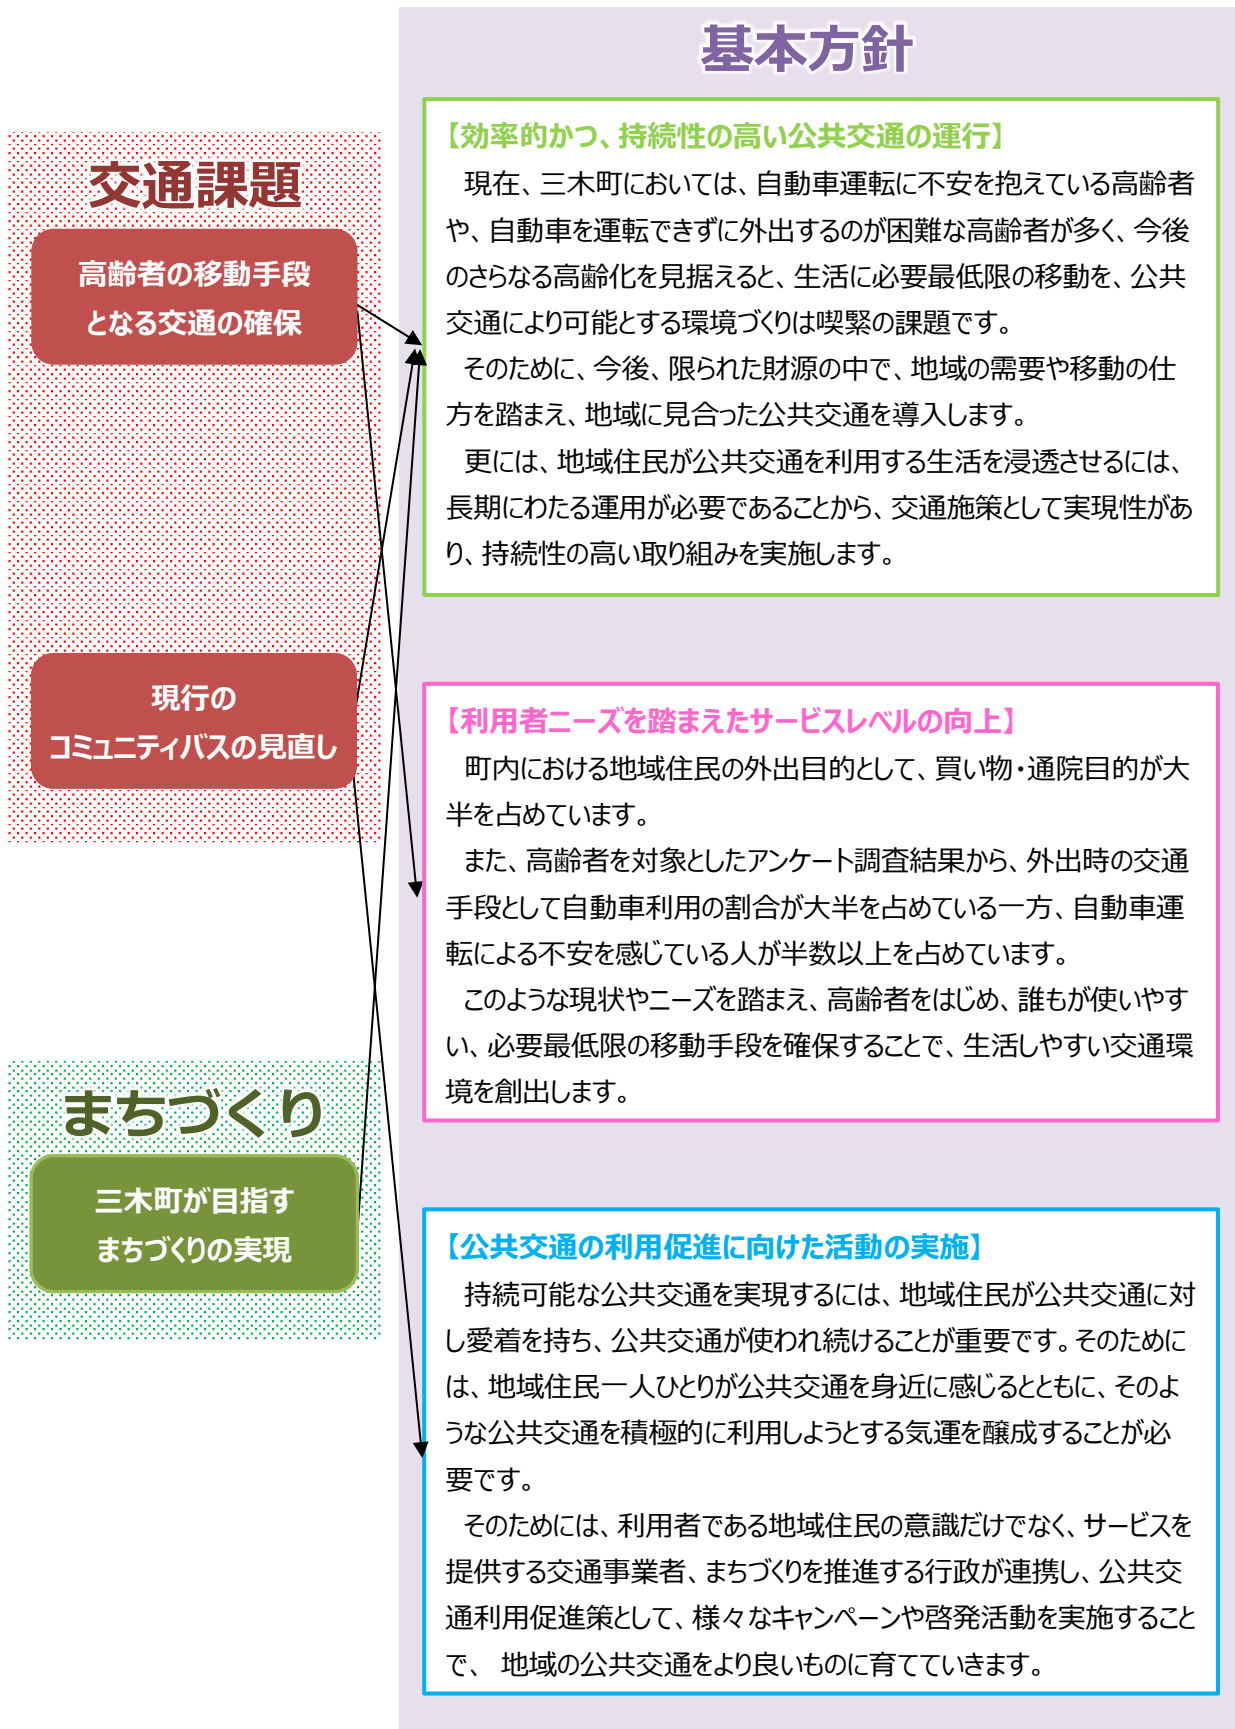 基本方針
交通課題
高齢者の移動手段
となる交通の確保
現行の
コミュニティバスの見直し
まちづくり
三木町が目指す
まちづくりの実現
【効率的かつ、持続性の高い公共交通の運行】
現在、三木町においては、自動車運転に不安を抱えている高齢者
や、自動車を運転できずに外出するのが困難な高齢者が多く、今後
のさらなる高齢化を見据えると、生活に必要最低限の移動を、公共
交通により可能とする環境づくりは喫緊の課題です。
そのために、今後、限られた財源の中で、地域の需要や移動の仕
方を踏まえ、地域に見合った公共交通を導入します。
更には、地域住民が公共交通を利用する生活を浸透させるには、
長期にわたる運用が必要であることから、交通施策として実現性があ
り、持続性の高い取り組みを実施します。
【利用者ニーズを踏まえたサービスレベルの向上】
町内における地域住民の外出目的として、買い物・通院目的が大
半を占めています。
また、高齢者を対象としたアンケート調査結果から、外出時の交通
手段として自動車利用の割合が大半を占めている一方、自動車運
転による不安を感じている人が半数以上を占めています。
このような現状やニーズを踏まえ、高齢者をはじめ、誰もが使いやす
い、必要最低限の移動手段を確保することで、生活しやすい交通環
境を創出します。
【公共交通の利用促進に向けた活動の実施】
持続可能な公共交通を実現するには、地域住民が公共交通に対
し愛着を持ち、公共交通が使われ続けることが重要です。そのために
は、地域住民一人ひとりが公共交通を身近に感じるとともに、そのよ
うな公共交通を積極的に利用しようとする気運を醸成することが必
要です。
そのためには、利用者である地域住民の意識だけでなく、サービスを
提供する交通事業者、まちづくりを推進する行政が連携し、公共交
通利用促進策として、様々なキャンペーンや啓発活動を実施すること
で、 地域の公共交通をより良いものに育てていきます。